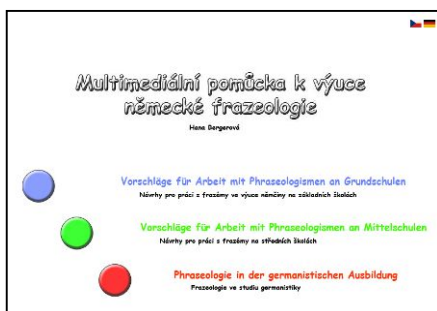 Multimediální pomůcka k výuce
německé frazeologie
Hana Bergerová
Vorschläge für Arbeit mit Phraseologismen an Grundschulen
Návrhy pro práci s frazémy ve výuce němčiny na základních školách
Vorschläge für Arbeit mit Phraseologismen an Mittelschulen
Návrhy pro práci s frazémy na středních školách
Phraseologie in der germanistischen Ausbildung
Frazeologie ve studiu germanistiky